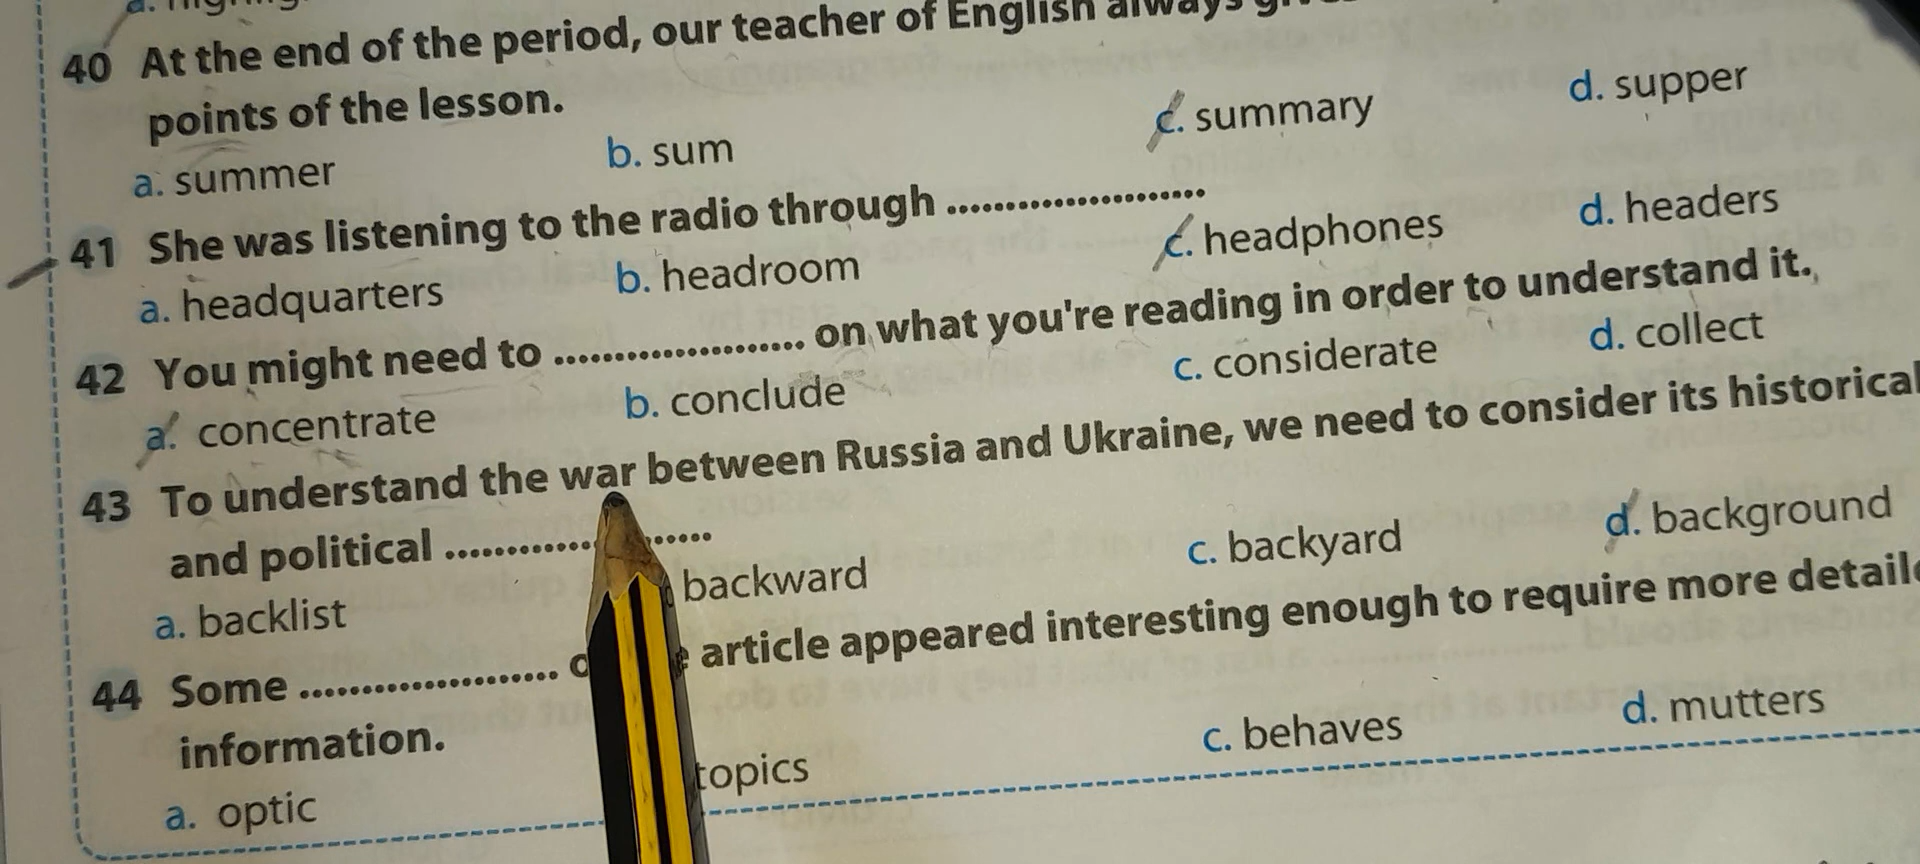 40 At the end of the period, our teacher of English always
points of the lesson.
a. summer b. sum c. summary d. supper
41 She was listening to the radio through ......................
a. headquarters b. headroom c. headphones d. headers
42 You might need to ..................... on what you're reading in order to understand it.
a. concentrate b. conclude c. considerate d. collect
43 To understand the war between Russia and Ukraine, we need to consider its historical
and political ......................
a. backlist backward c. backyard d. background
44 Some ..................... article appeared interesting enough to require more
information.
a. optic topics c. behaves d. mutters